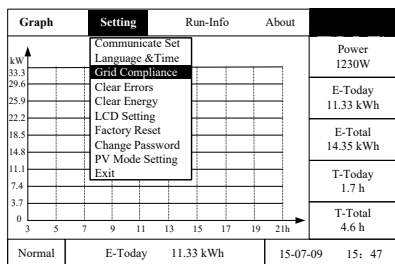 Graph Setting Run-Info About
Communicate Set
Language &Time
Grid Compliance
Clear Errors
Clear Energy
LCD Setting
Factory Reset
Change Password
PV Mode Setting
Exit
kW
33.3
29.6
25.9
22.2
18.5
14.8
11.1
7.4
3.7
0
3 5 7 9 11 13 15 17 19 21h
Power
1230W
E-Today
11.33 kWh
E-Total
14.35 kWh
T-Today
1.7 h
T-Total
4.6 h
Normal E-Today 11.33 kWh 15-07-09 15: 47